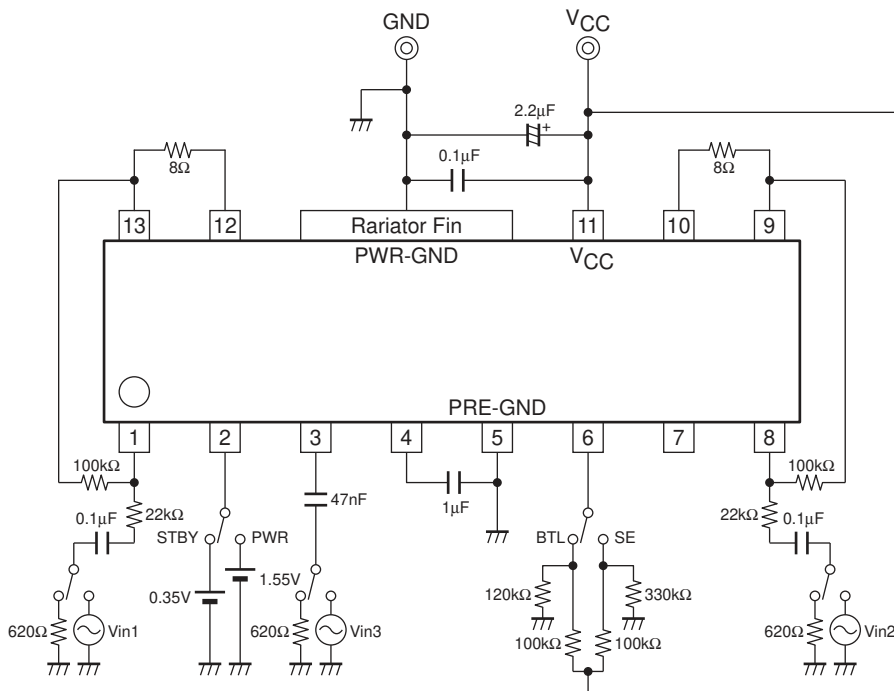 GND
VCC
2.2µF
+
0.1µF
8Ω
8Ω
13
12
Rariator Fin
11
10
9
PWR-GND
VCC
PRE-GND
1
2
3
4
5
6
7
8
100kΩ
22kΩ
0.1µF
STBY
PWR
47nF
1µF
BTL
SE
100kΩ
22kΩ
0.1µF
0.35V
1.55V
120kΩ
330kΩ
620Ω
Vin1
620Ω
Vin3
100kΩ
100kΩ
620Ω
Vin2